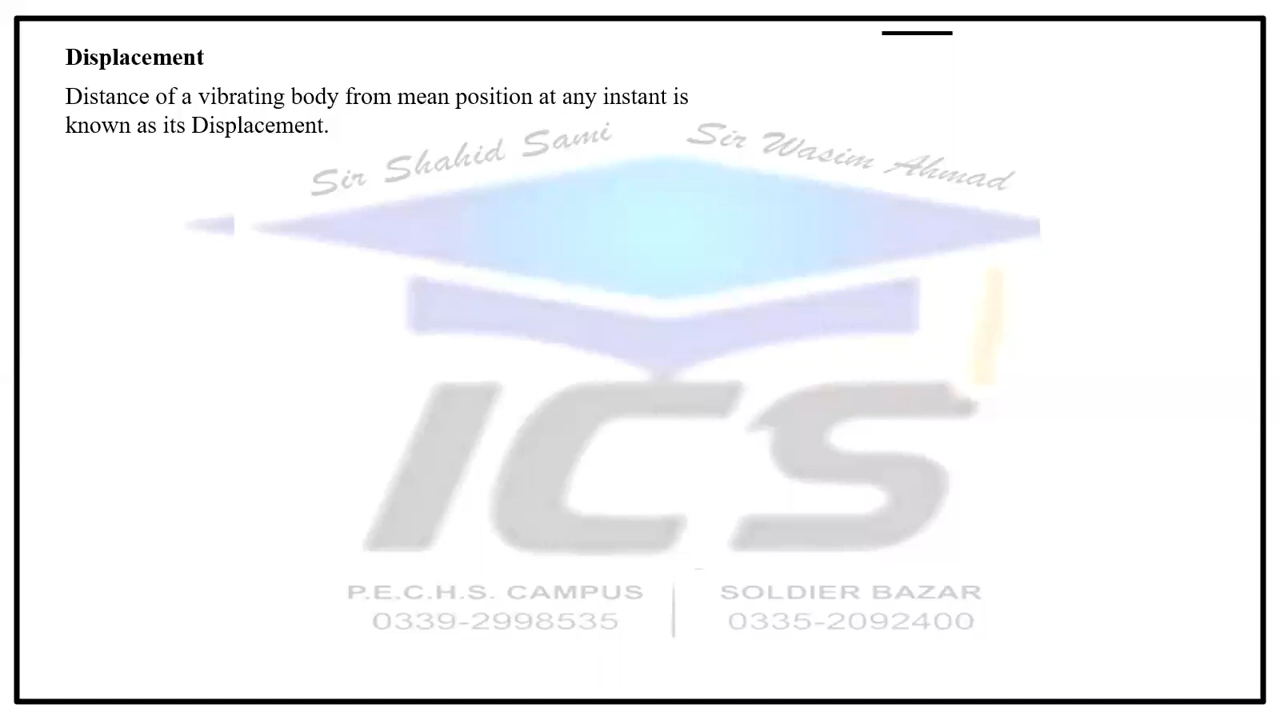 Displacement
Distance of a vibrating body from mean position at any instant is
known as its Displacement.
Sir Shahid Sami Sir Wasim Ahmad
ICS
P.E.C.H.S. CAMPUS SOLDIER BAZAR
0339-2998535 0335-2092400